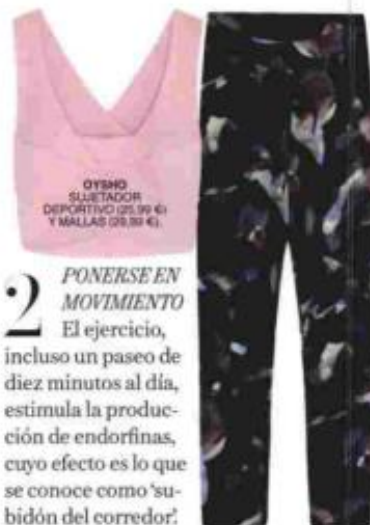 OYSHO
SUJETADOR
DEPORTIVO (25,99 €)
Y MALLAS (29,99 €).
2 PONERSE EN
MOVIMIENTO
El ejercicio,
incluso un paseo de
diez minutos al día,
estimula la produc-
ción de endorfinas,
cuyo efecto es lo que
se conoce como ‘su-
bidón del corredor’.